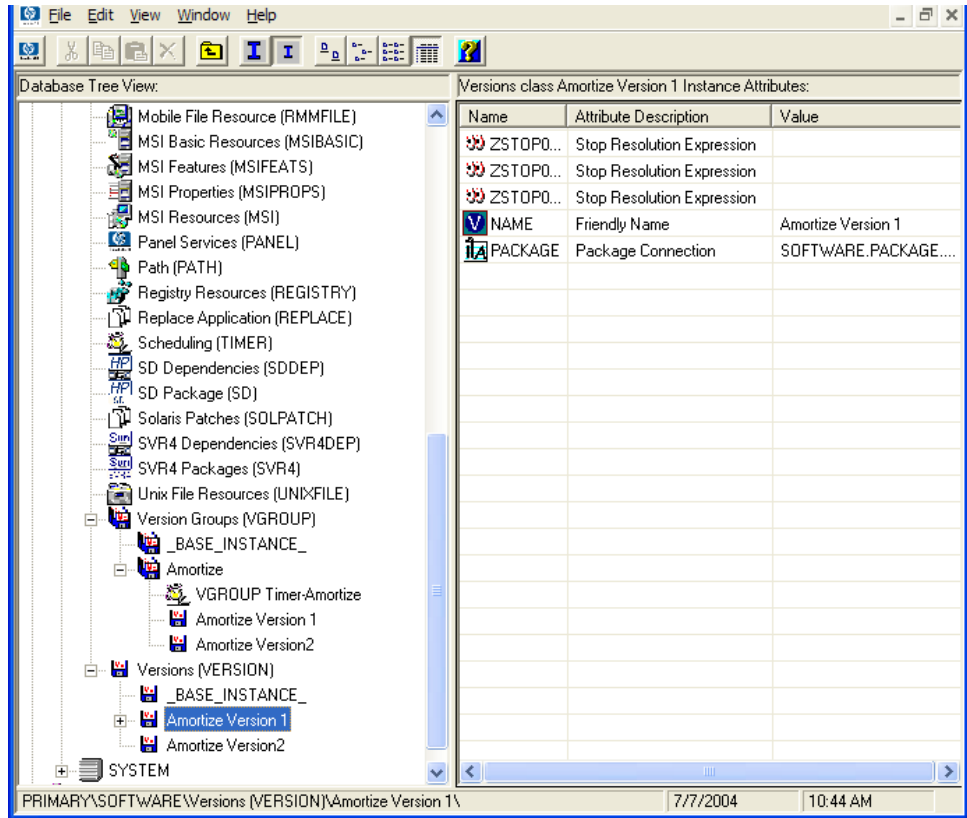 File Edit View Window Help
Database Tree View:
Versions class Amortize Version 1 Instance Attributes:
Mobile File Resource (RMMFILE)
MSI Basic Resources (MSIBASIC)
MSI Features (MSIFEATS)
MSI Properties (MSIPROPS)
MSI Resources (MSI)
Panel Services (PANEL)
Path (PATH)
Registry Resources (REGISTRY)
Replace Application (REPLACE)
Scheduling (TIMER)
SD Dependencies (SDDEP)
SD Package (SD)
Solaris Patches (SOLPATCH)
SVR4 Dependencies (SVR4DEP)
SVR4 Packages (SVR4)
Unix File Resources (UNIXFILE)
Version Groups (VGROUP)
_BASE_INSTANCE_
Amortize
VGROUP Timer-Amortize
Amortize Version 1
Amortize Version2
Versions (VERSION)
_BASE_INSTANCE_
Amortize Version 1
Amortize Version2
SYSTEM
Name Attribute Description Value
ZSTOP0... Stop Resolution Expression
ZSTOP0... Stop Resolution Expression
ZSTOP0... Stop Resolution Expression
NAME Friendly Name Amortize Version 1
PACKAGE Package Connection SOFTWARE.PACKAGE....
PRIMARY\SOFTWARE\Versions (VERSION)\Amortize Version 1\ 7/7/2004 10:44 AM